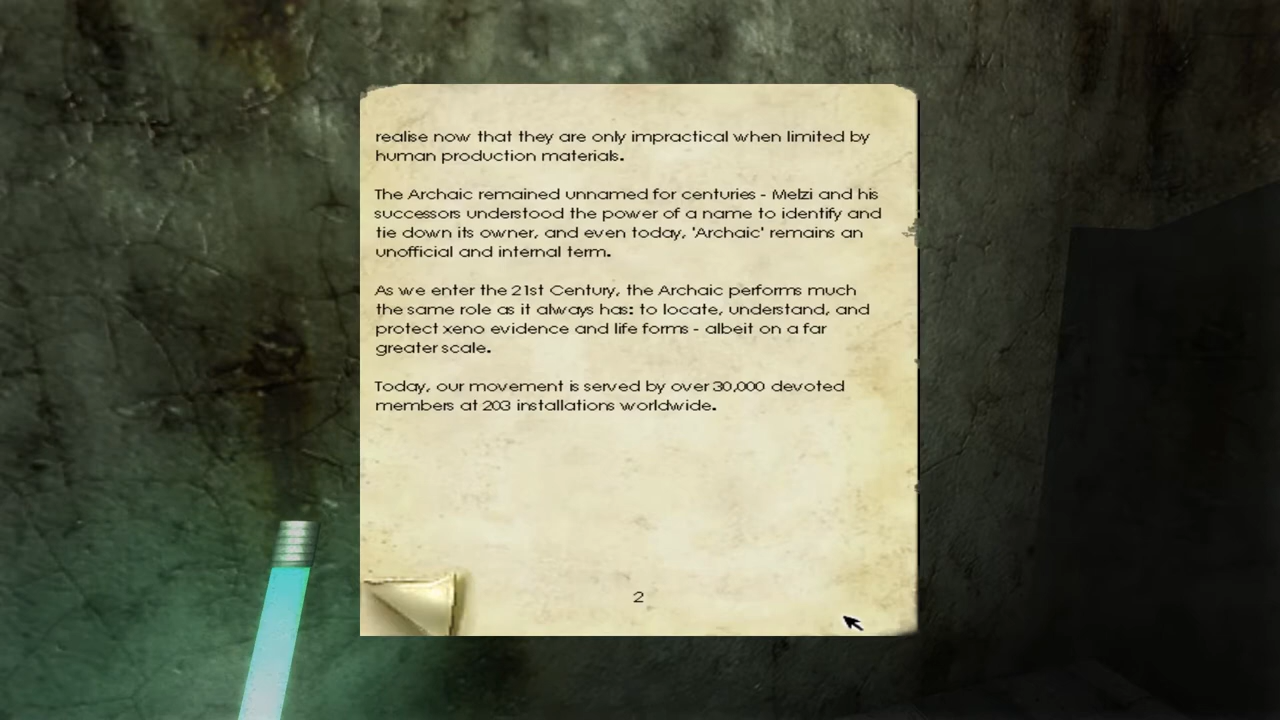 realise now that they are only impractical when limited by
human production materials.
The Archaic remained unnamed for centuries - Melzi and his
successors understood the power of a name to identify and
tie down its owner, and even today, 'Archaic' remains an
unofficial and internal term.
As we enter the 21st Century, the Archaic performs much
the same role as it always has: to locate, understand, and
protect xeno evidence and life forms - albeit on a far
greater scale.
Today, our movement is served by over 30,000 devoted
members at 203 installations worldwide.
2